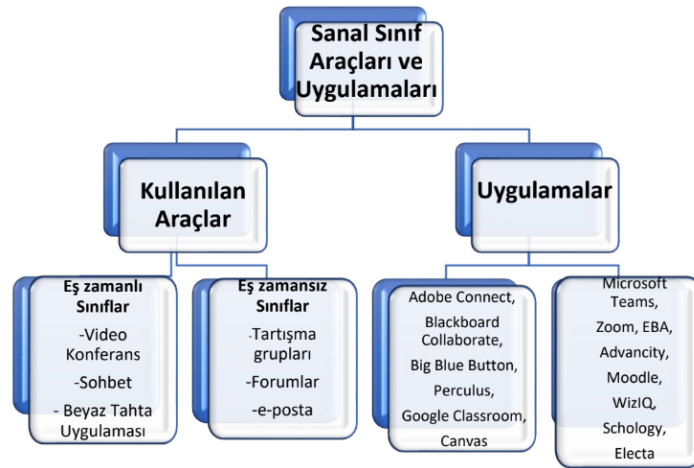 Sanal Sınıf
Araçları ve
Uygulamaları
Kullanılan
Araçlar
Uygulamalar
Eş zamanlı
Sınıflar
-Video
Konferans
-Sohbet
- Beyaz Tahta
Uygulaması
Eş zamansız
Sınıflar
-Tartışma
grupları
-Forumlar
-e-posta
Adobe Connect,
Blackboard
Collaborate,
Big Blue Button,
Perculus,
Google Classroom,
Canvas
Microsoft
Teams,
Zoom, EBA,
Advancity,
Moodle,
WizIQ,
Schology,
Electa